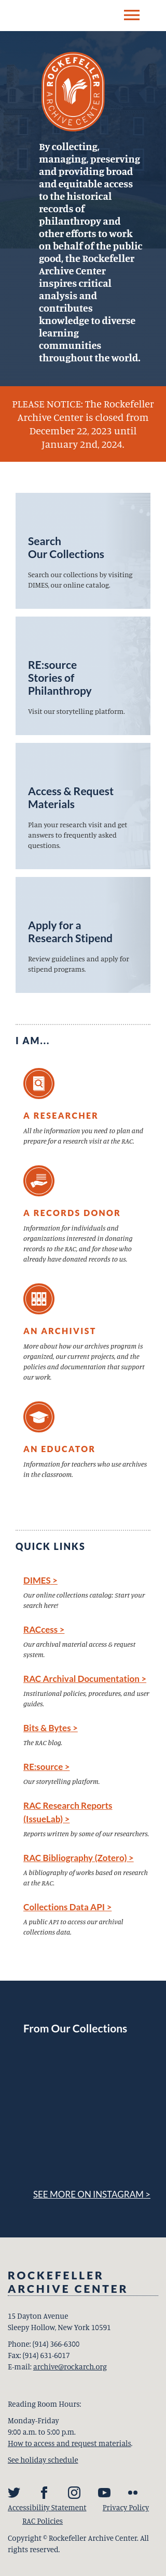 ROCKEFELLER
ARCHIVE CENTER
By collecting,
managing, preserving
and providing broad
and equitable access
to the historical
records of
philanthropy and
other efforts to work
on behalf of the public
good, the Rockefeller
Archive Center
inspires critical
analysis and
contributes
knowledge to diverse
learning
communities
throughout the world.
PLEASE NOTICE: The Rockefeller
Archive Center is closed from
December 22, 2023 until
January 2nd, 2024.
Search
Our Collections
Search our collections by visiting
DIMES, our online catalog.
RE:source
Stories of
Philanthropy
Visit our storytelling platform.
Access & Request
Materials
Plan your research visit and get
answers to frequently asked
questions.
Apply for a
Research Stipend
Review guidelines and apply for
stipend programs.
I AM...
A RESEARCHER
All the information you need to plan and
prepare for a research visit at the RAC.
A RECORDS DONOR
Information for individuals and
organizations interested in donating
records to the RAC, and for those who
already have donated records to us.
AN ARCHIVIST
More about how our archives program is
organized, our current projects, and the
policies and documentation that support
our work.
AN EDUCATOR
Information for teachers who use archives
in the classroom.
QUICK LINKS
DIMES >
Our online collections catalog: Start your
search here!
RACcess >
Our archival material access & request
system.
RAC Archival Documentation >
Institutional policies, procedures, and user
guides.
Bits & Bytes >
The RAC blog.
RE:source >
Our storytelling platform.
RAC Research Reports
(IssueLab) >
Reports written by some of our researchers.
RAC Bibliography (Zotero) >
A bibliography of works based on research
at the RAC.
Collections Data API >
A public API to access our archival
collections data.
From Our Collections
SEE MORE ON INSTAGRAM >
ROCKEFELLER
ARCHIVE CENTER
15 Dayton Avenue
Sleepy Hollow, New York 10591
Phone: (914) 366-6300
Fax: (914) 631-6017
E-mail: archive@rockarch.org
Reading Room Hours:
Monday-Friday
9:00 a.m. to 5:00 p.m.
How to access and request materials.
See holiday schedule
Accessibility Statement Privacy Policy
RAC Policies
Copyright © Rockefeller Archive Center. All
rights reserved.